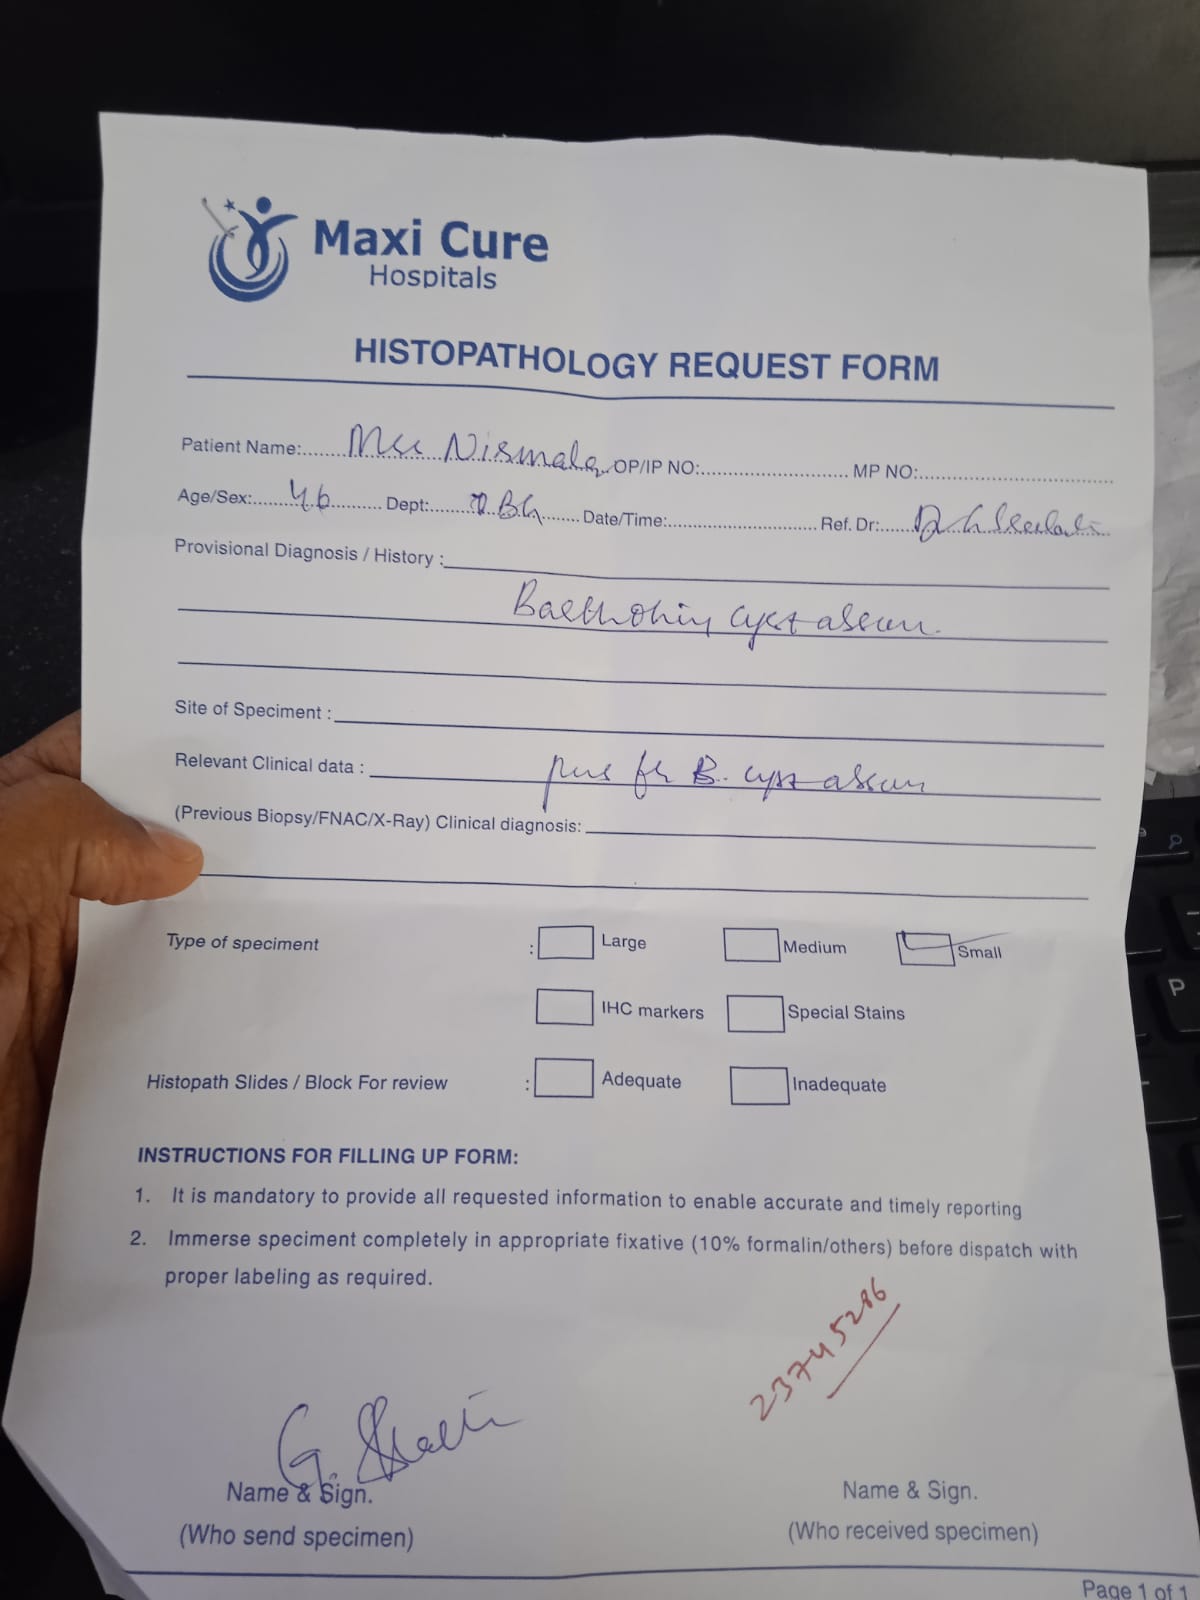 Maxi Cure
Hospitals
HISTOPATHOLOGY REQUEST FORM
Patient Name: Mrs Nirmala OP/IP NO: MP NO:
Age/Sex: 46 Dept: OBG Date/Time: Ref. Dr: Dr G
Provisional Diagnosis / History :
Bartholin cyst abscess.
Site of Speciment :
Relevant Clinical data : pus fr B. cyst abscess
(Previous Biopsy/FNAC/X-Ray) Clinical diagnosis:
Type of speciment : Large Medium Small
IHC markers Special Stains
Histopath Slides / Block For review : Adequate Inadequate
INSTRUCTIONS FOR FILLING UP FORM:
1. It is mandatory to provide all requested information to enable accurate and timely reporting
2. Immerse speciment completely in appropriate fixative (10% formalin/others) before dispatch with
proper labeling as required.
23745286
G.
Name & Sign. Name & Sign.
(Who send specimen) (Who received specimen)
Page 1 of 1